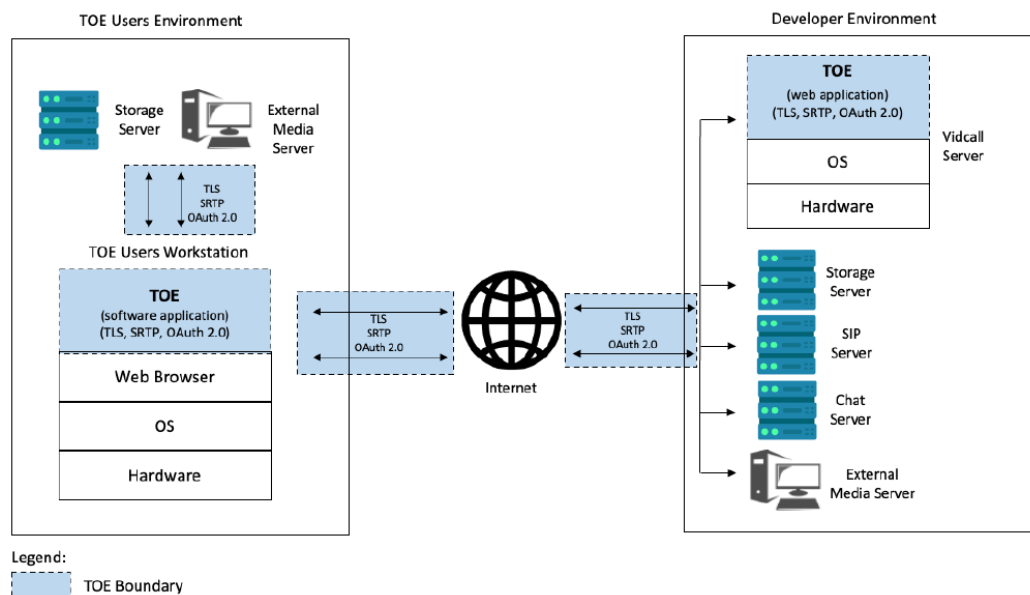 TOE Users Environment
Storage
Server
External
Media
Server
TLS
SRTP
OAuth 2.0
TOE Users Workstation
TOE
(software application)
(TLS, SRTP, OAuth 2.0)
Web Browser
OS
Hardware
TLS
SRTP
OAuth 2.0
Internet
TLS
SRTP
OAuth 2.0
Developer Environment
TOE
(web application)
(TLS, SRTP, OAuth 2.0)
OS
Hardware
Vidcall
Server
Storage
Server
SIP
Server
Chat
Server
External
Media Server
Legend:
TOE Boundary